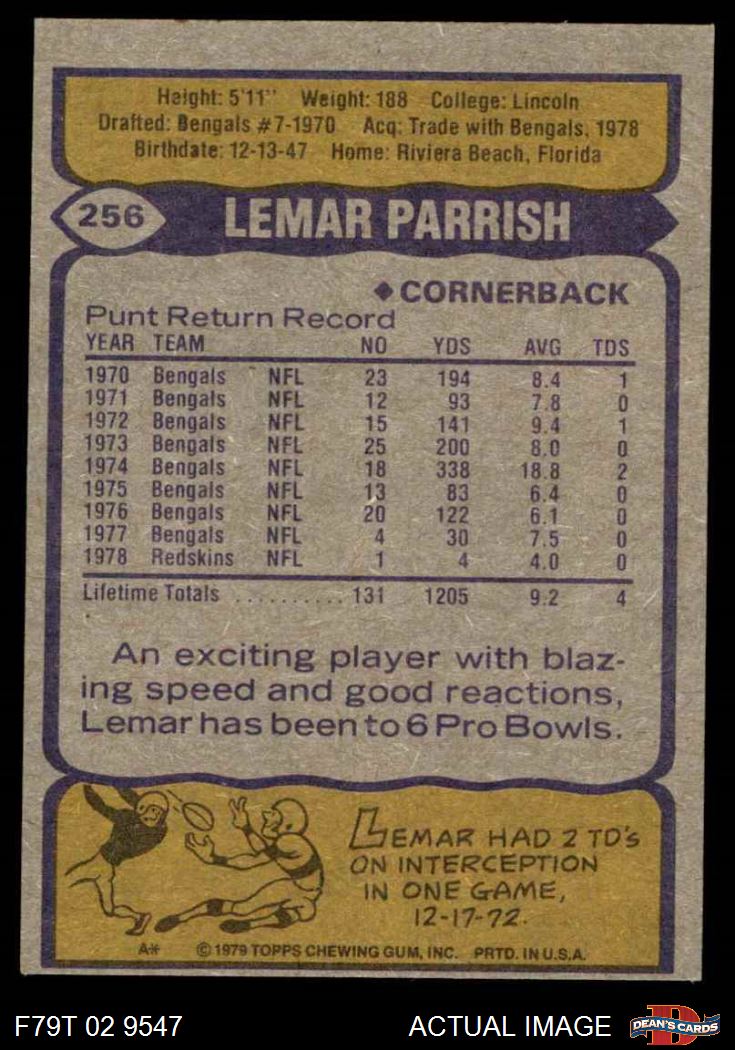 Height: 5'11" Weight: 188 College: Lincoln
Drafted: Bengals #7-1970 Acq: Trade with Bengals, 1978
Birthdate: 12-13-47 Home: Riviera Beach, Florida
256 LEMAR PARRISH
◆ CORNERBACK
Punt Return Record
YEAR TEAM NO YDS AVG TDS
1970 Bengals NFL 23 194 8.4 1
1971 Bengals NFL 12 93 7.8 0
1972 Bengals NFL 15 141 9.4 1
1973 Bengals NFL 25 200 8.0 0
1974 Bengals NFL 18 338 18.8 2
1975 Bengals NFL 13 83 6.4 0
1976 Bengals NFL 20 122 6.1 0
1977 Bengals NFL 4 30 7.5 0
1978 Redskins NFL 1 4 4.0 0
Lifetime Totals .......... 131 1205 9.2 4
An exciting player with blaz-
ing speed and good reactions,
Lemar has been to 6 Pro Bowls.
LEMAR HAD 2 TD'S
ON INTERCEPTION
IN ONE GAME,
12-17-72.
A* © 1979 TOPPS CHEWING GUM, INC. PRTD. IN U.S.A.
F79T 02 9547 ACTUAL IMAGE D DEAN'S CARDS